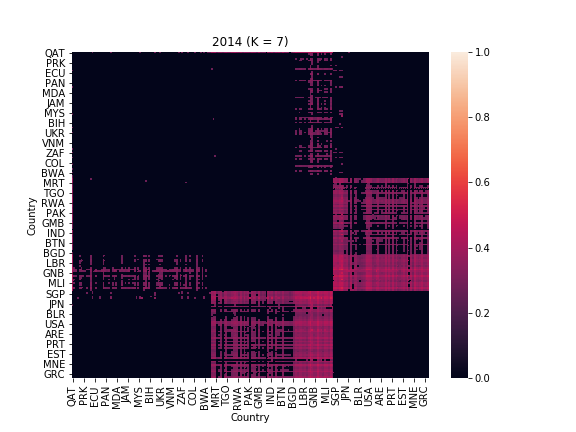 2014 (K = 7)
QAT
PRK
ECU
PAN
MDA
JAM
MYS
BIH
UKR
VNM
ZAF
COL
BWA
MRT
TGO
RWA
PAK
GMB
IND
BTN
BGD
LBR
GNB
MLI
SGP
JPN
BLR
USA
ARE
PRT
EST
MNE
GRC
Country
QAT PRK ECU PAN MDA JAM MYS BIH UKR VNM ZAF COL BWA MRT TGO RWA PAK GMB IND BTN BGD LBR GNB MLI SGP JPN BLR USA ARE PRT EST MNE GRC
Country
1.0
0.8
0.6
0.4
0.2
0.0